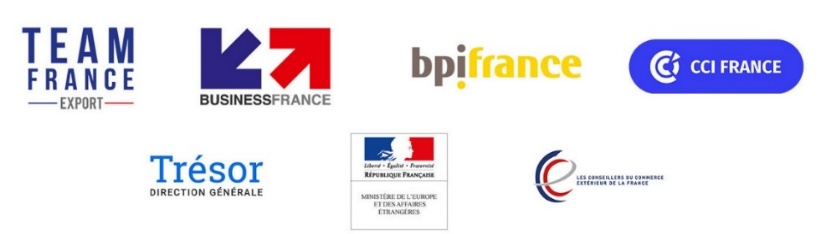 TEAM
FRANCE
EXPORT
BUSINESSFRANCE
bpifrance
CCI FRANCE
Trésor
DIRECTION GÉNÉRALE
Liberté • Égalité • Fraternité
RÉPUBLIQUE FRANÇAISE
MINISTÈRE DE L'EUROPE
ET DES AFFAIRES
ÉTRANGÈRES
LES CONSEILLERS DU COMMERCE
EXTÉRIEUR DE LA FRANCE